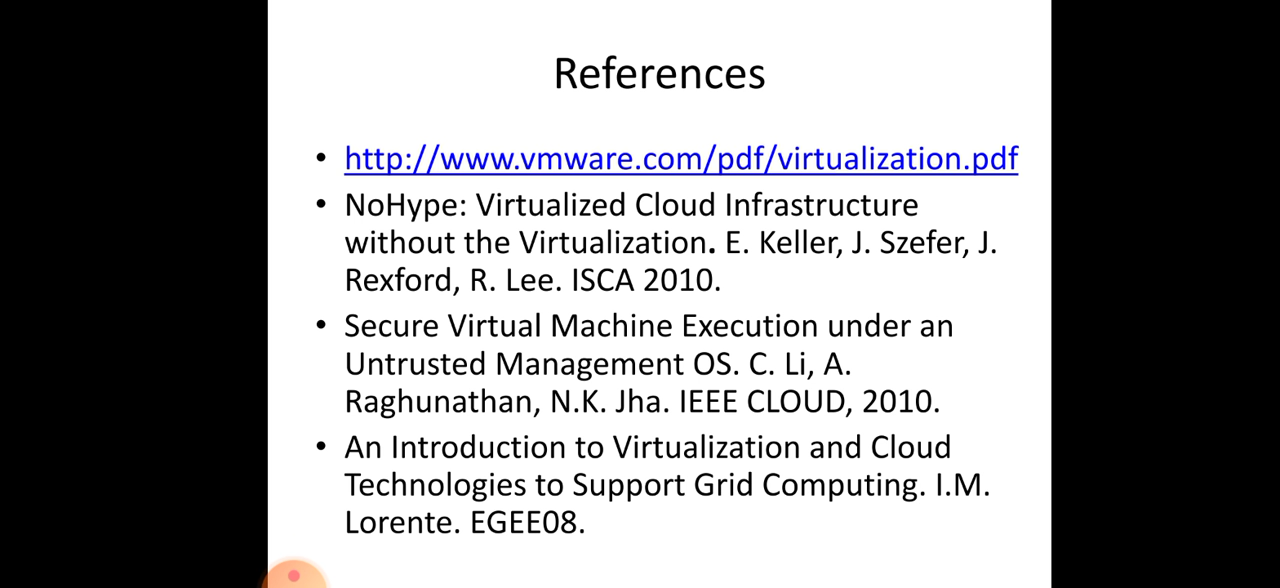 References
• http://www.vmware.com/pdf/virtualization.pdf
• NoHype: Virtualized Cloud Infrastructure
without the Virtualization. E. Keller, J. Szefer, J.
Rexford, R. Lee. ISCA 2010.
• Secure Virtual Machine Execution under an
Untrusted Management OS. C. Li, A.
Raghunathan, N.K. Jha. IEEE CLOUD, 2010.
• An Introduction to Virtualization and Cloud
Technologies to Support Grid Computing. I.M.
Lorente. EGEE08.